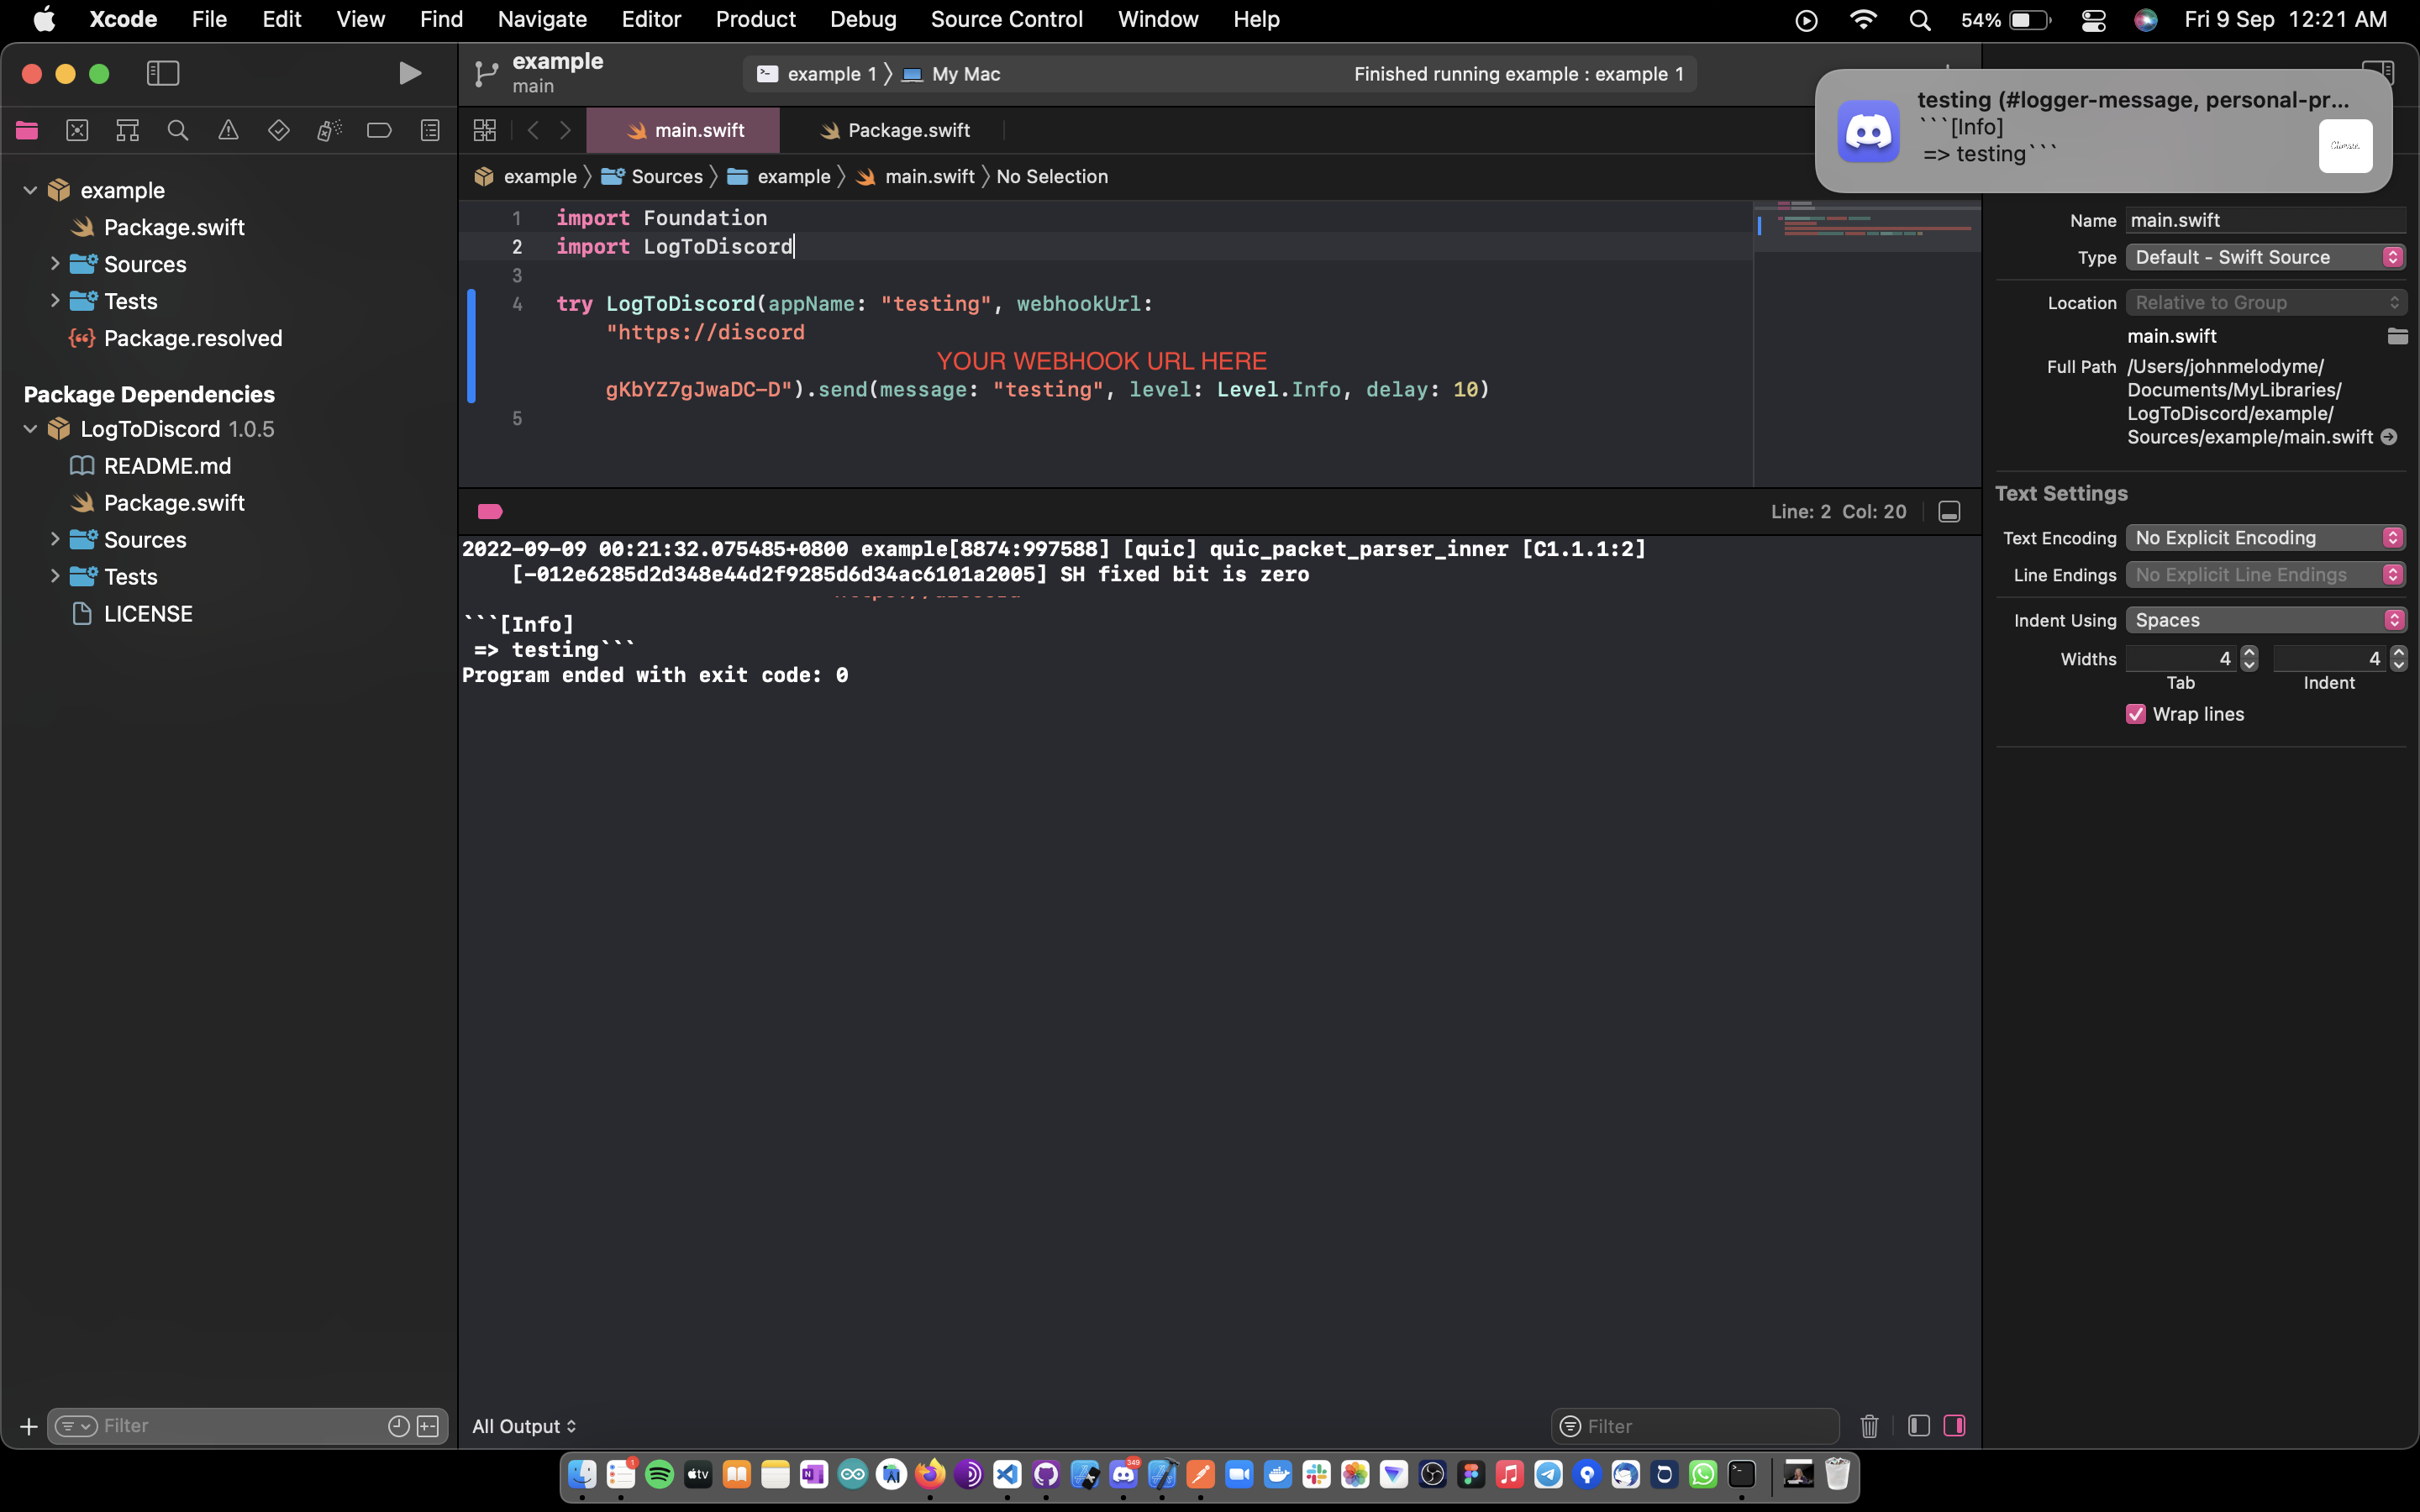 Xcode File Edit View Find Navigate Editor Product Debug Source Control Window Help 54% Fri 9 Sep 12:21 AM
example
main
example 1 My Mac
Finished running example : example 1
testing (#logger-message, personal-pr...
```[Info]
=> testing```
main.swift
Package.swift
example Sources example main.swift No Selection
example
Package.swift
Sources
Tests
Package.resolved
Package Dependencies
LogToDiscord 1.0.5
README.md
Package.swift
Sources
Tests
LICENSE
1 import Foundation
2 import LogToDiscord
3
4 try LogToDiscord(appName: "testing", webhookUrl:
"https://discord
YOUR WEBHOOK URL HERE
gKbYZ7gJwaDC-D").send(message: "testing", level: Level.Info, delay: 10)
5
Line: 2 Col: 20
2022-09-09 00:21:32.075485+0800 example[8874:997588] [quic] quic_packet_parser_inner [C1.1.1:2]
[-012e6285d2d348e44d2f9285d6d34ac6101a2005] SH fixed bit is zero
```[Info]
=> testing```
Program ended with exit code: 0
Name main.swift
Type Default - Swift Source
Location Relative to Group
main.swift
Full Path /Users/johnmelodyme/
Documents/MyLibraries/
LogToDiscord/example/
Sources/example/main.swift
Text Settings
Text Encoding No Explicit Encoding
Line Endings No Explicit Line Endings
Indent Using Spaces
Widths 4 4
Tab Indent
Wrap lines
Filter
All Output
Filter
1
tv
349